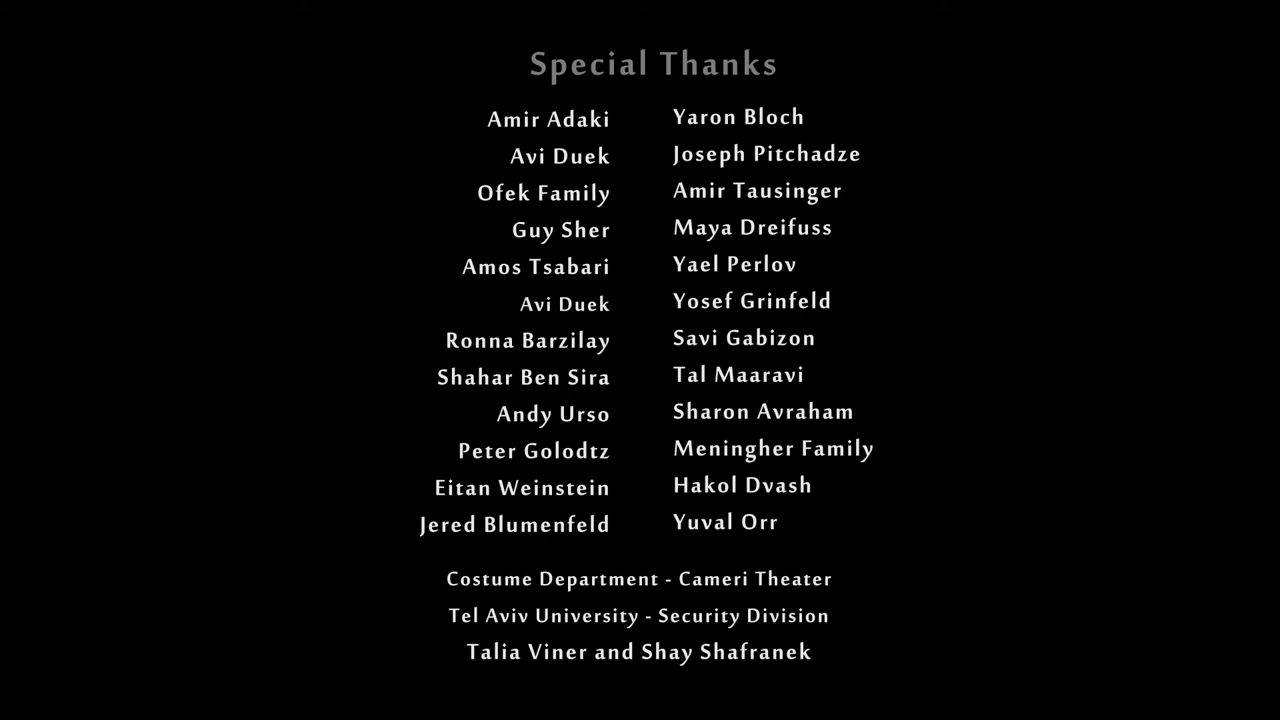 Special Thanks
Amir Adaki
Avi Duek
Ofek Family
Guy Sher
Amos Tsabari
Avi Duek
Ronna Barzilay
Shahar Ben Sira
Andy Urso
Peter Golodtz
Eitan Weinstein
Jered Blumenfeld
Yaron Bloch
Joseph Pitchadze
Amir Tausinger
Maya Dreifuss
Yael Perlov
Yosef Grinfeld
Savi Gabizon
Tal Maaravi
Sharon Avraham
Meningher Family
Hakol Dvash
Yuval Orr
Costume Department - Cameri Theater
Tel Aviv University - Security Division
Talia Viner and Shay Shafranek